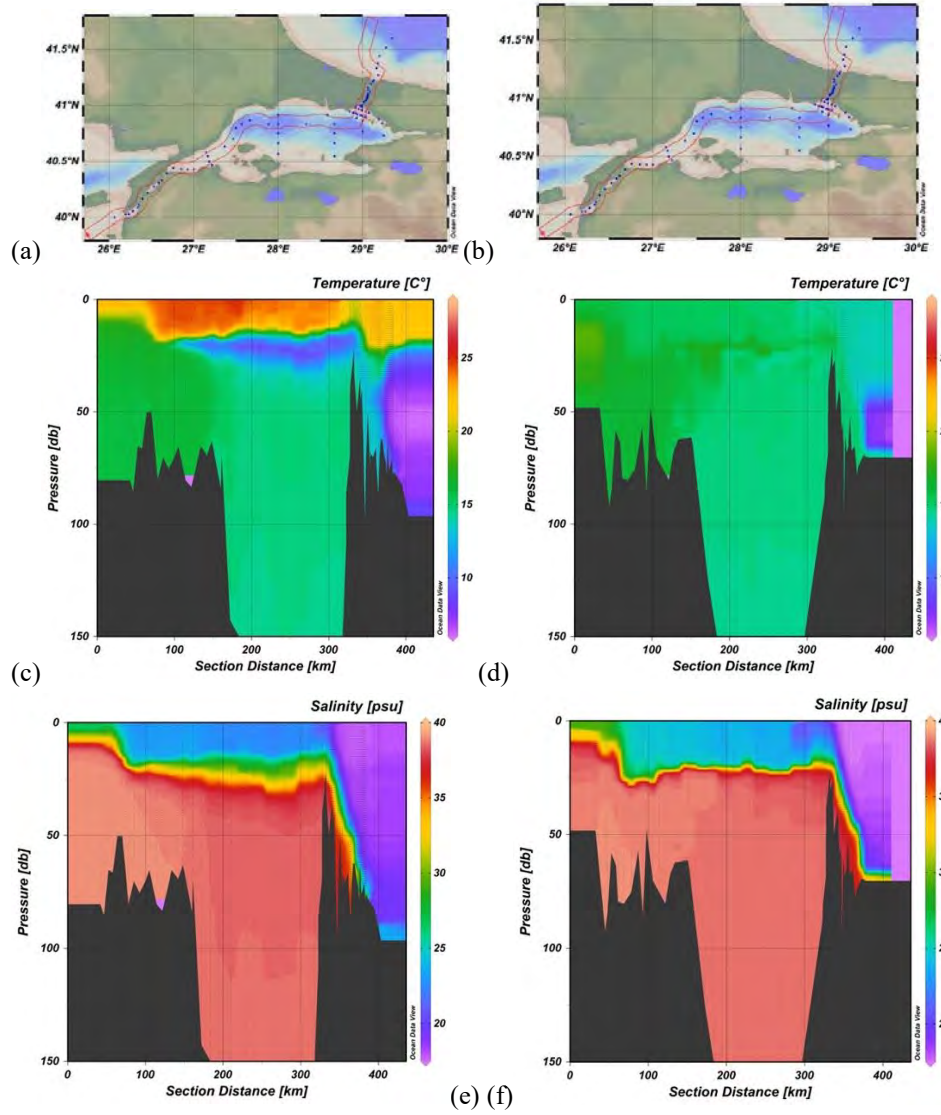 41.5°N
41°N
40.5°N
40°N
26°E 27°E 28°E 29°E 30°E
Ocean Data View
(a)
41.5°N
41°N
40.5°N
40°N
26°E 27°E 28°E 29°E 30°E
Ocean Data View
(b)
Temperature [C°]
0
50
100
150
Pressure [db]
0 100 200 300 400
Section Distance [km]
25
20
15
10
Ocean Data View
(c)
Temperature [C°]
0
50
100
150
Pressure [db]
0 100 200 300 400
Section Distance [km]
Ocean Data View
(d)
Salinity [psu]
0
50
100
150
Pressure [db]
0 100 200 300 400
Section Distance [km]
40
35
30
25
20
Ocean Data View
(e) (f)
Salinity [psu]
0
50
100
150
Pressure [db]
0 100 200 300 400
Section Distance [km]
Ocean Data View